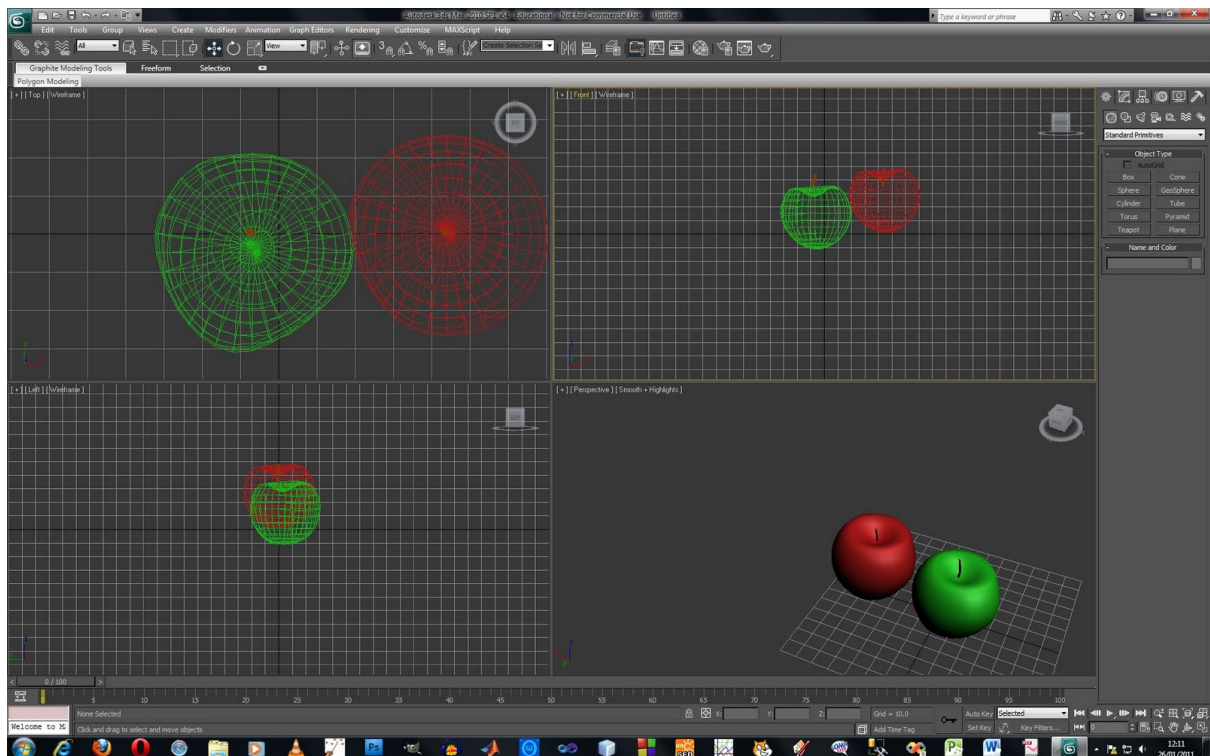 Autodesk 3ds Max 2010 SP1 x64 - Educational - Not for Commercial Use Untitled
Type a keyword or phrase
Edit Tools Group Views Create Modifiers Animation Graph Editors Rendering Customize MAXScript Help
All View 3 Create Selection Se
Graphite Modeling Tools Freeform Selection
Polygon Modeling
[ + ] [ Top ] [ Wireframe ]
TOP
[ + ] [ Front ] [ Wireframe ]
[ + ] [ Left ] [ Wireframe ]
LEFT
[ + ] [ Perspective ] [ Smooth + Highlights ]
Standard Primitives
- Object Type
AutoGrid
Box Cone
Sphere GeoSphere
Cylinder Tube
Torus Pyramid
Teapot Plane
- Name and Color
< 0 / 100 >
5 10 15 20 25 30 35 40 45 50 55 60 65 70 75 80 85 90 95 100
None Selected X: Y: Z: Grid = 10.0 Auto Key Selected
Welcome to M Click and drag to select and move objects Add Time Tag Set Key Key Filters... 0
Ps
12:11
26/01/2011